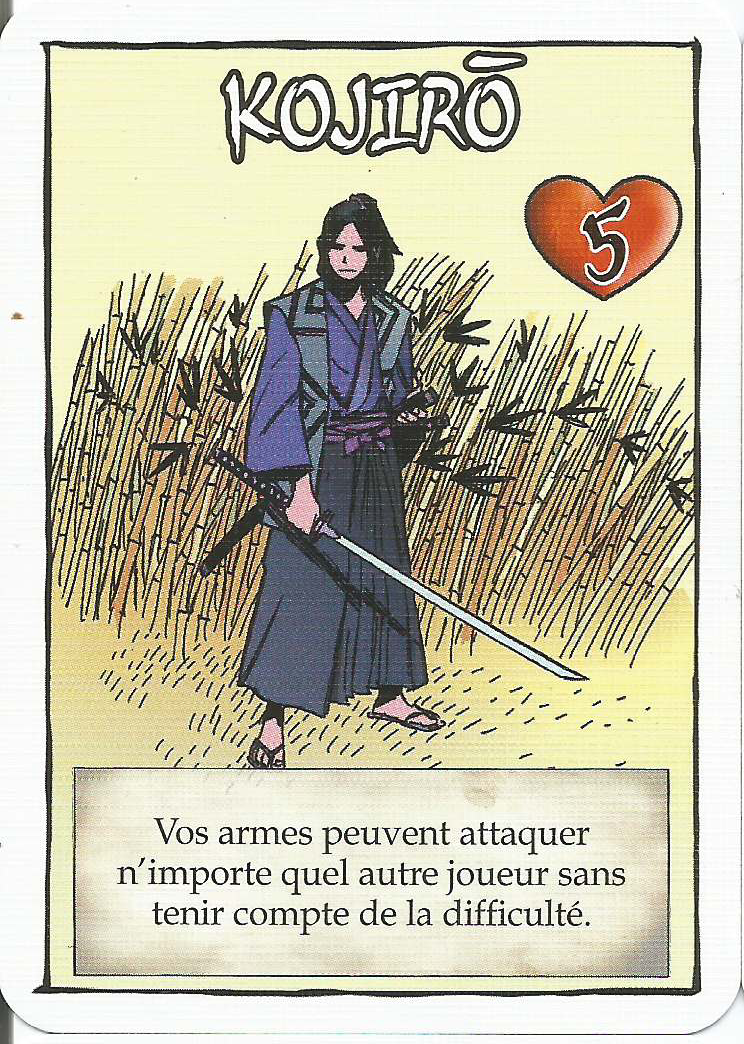 KOJIRŌ
5
Vos armes peuvent attaquer
n'importe quel autre joueur sans
tenir compte de la difficulté.